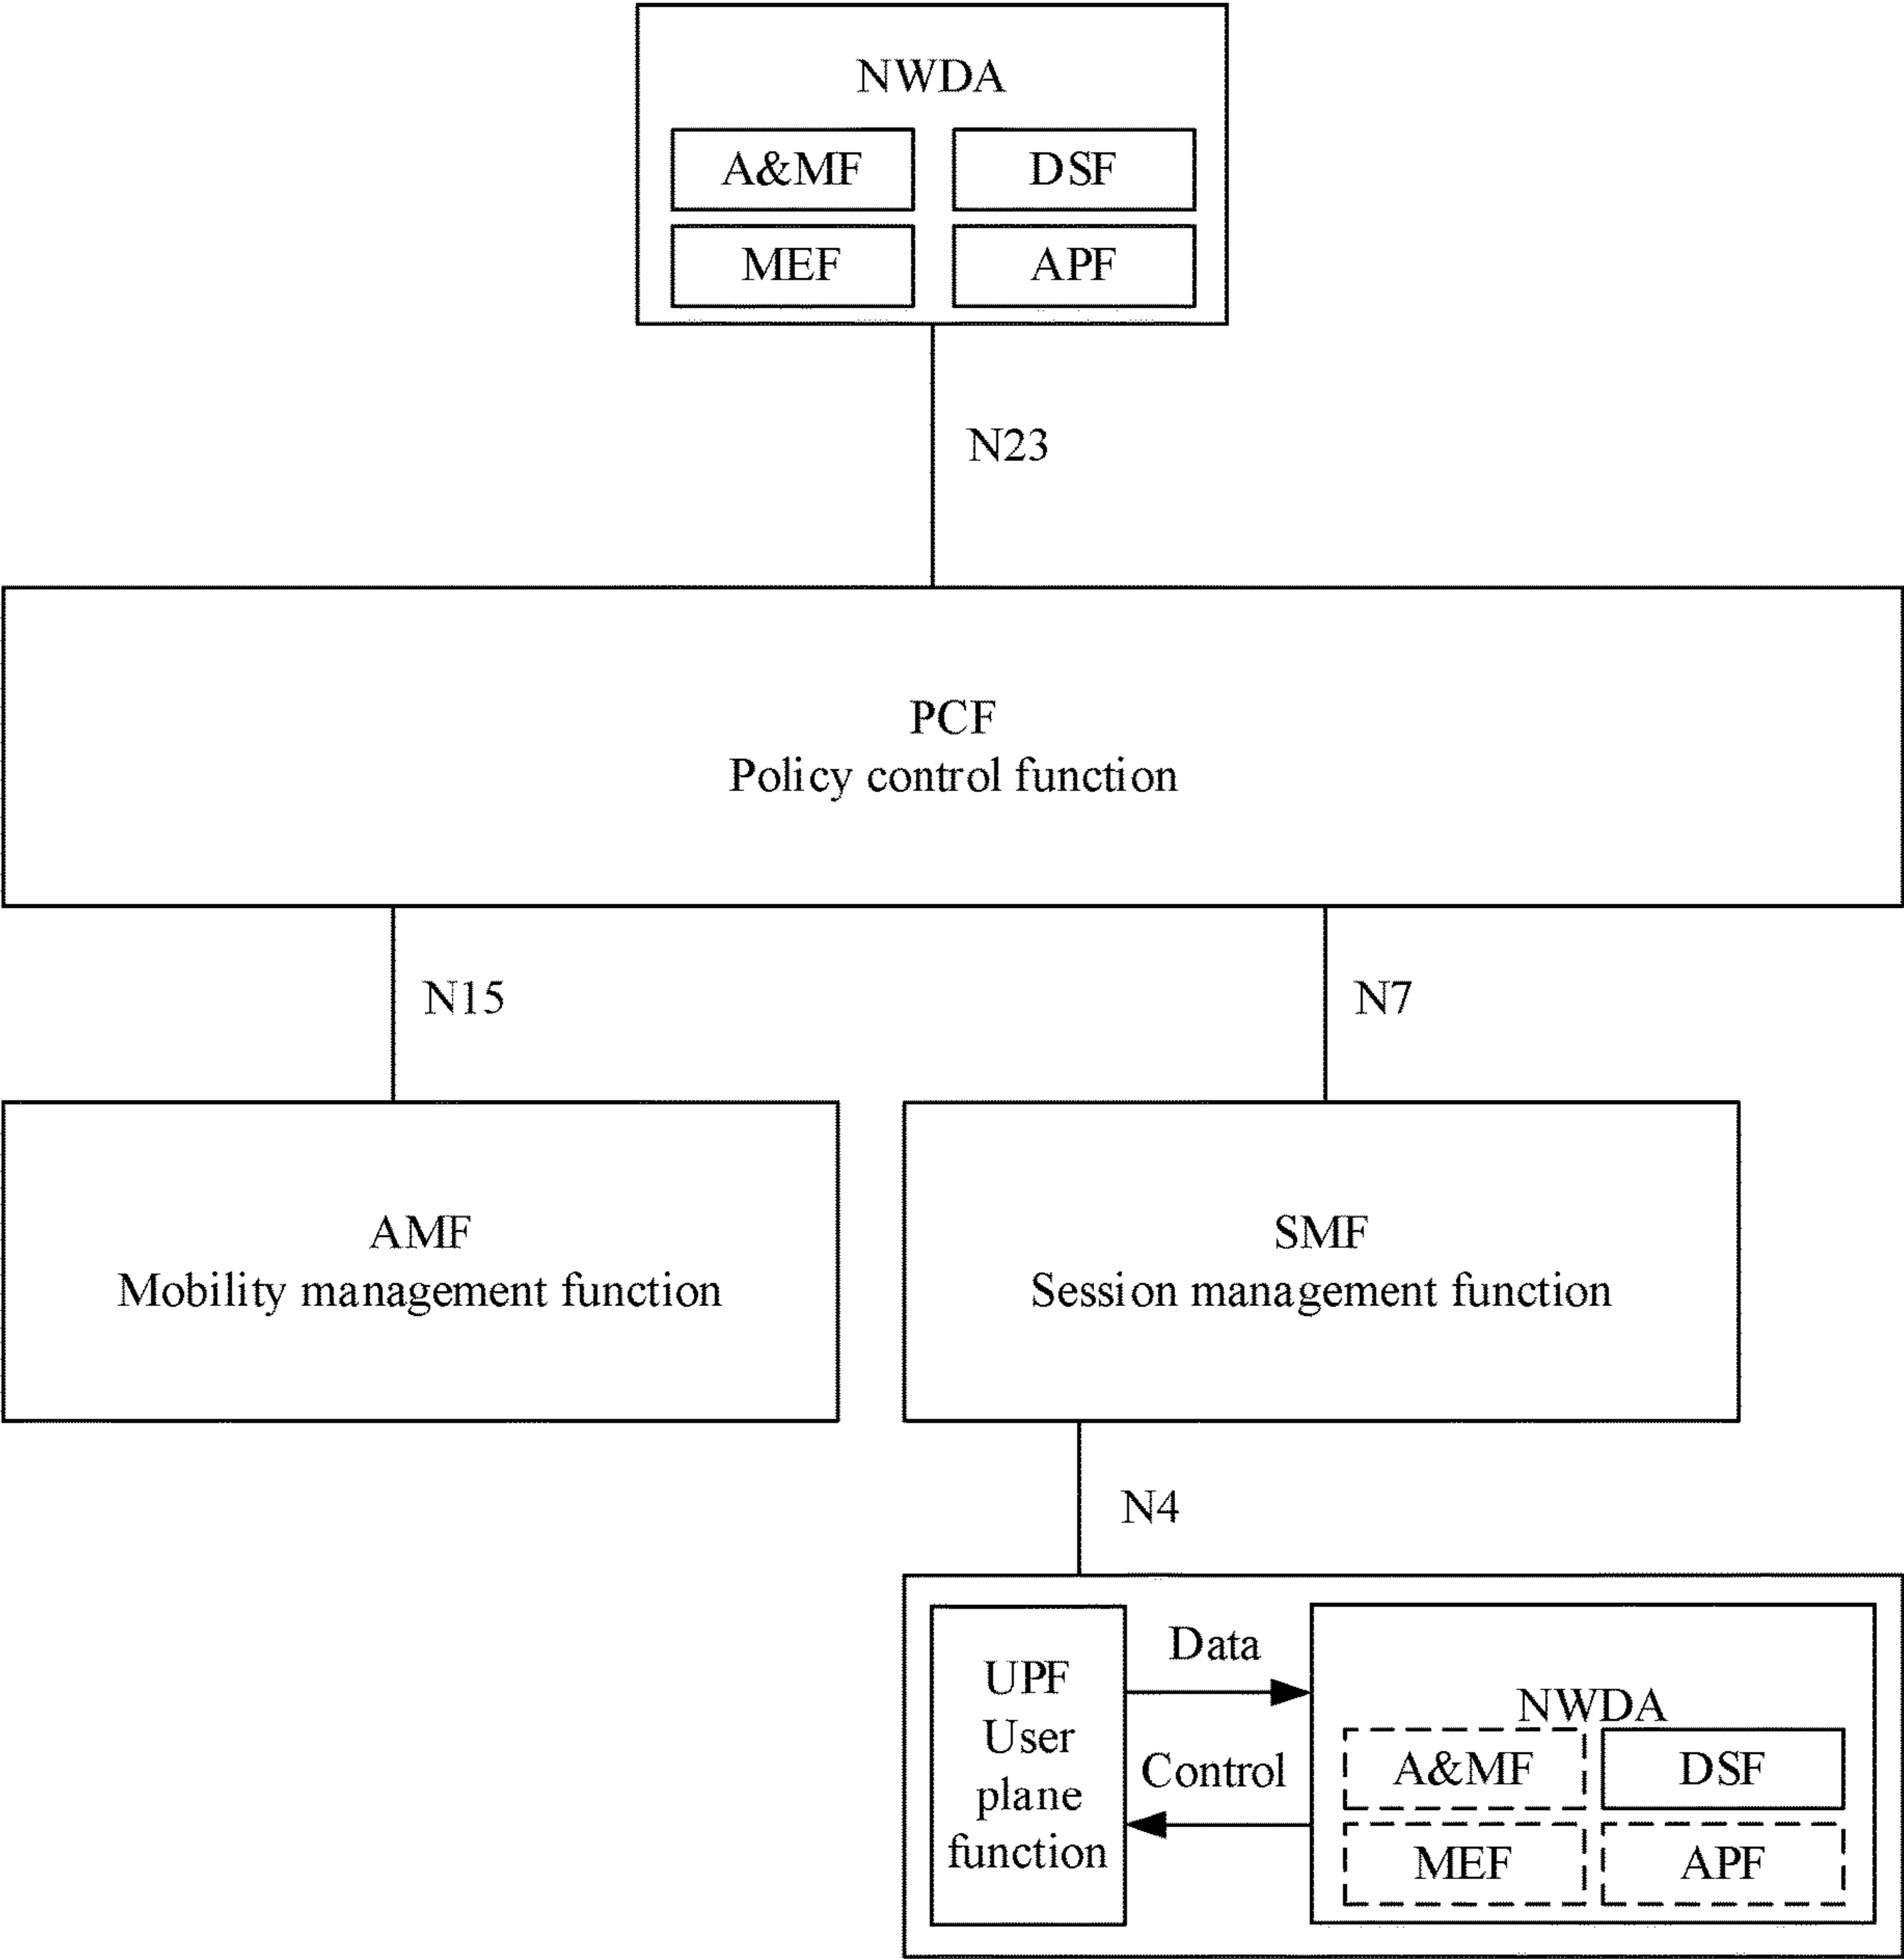 NWDA
A&MF
DSF
MEF
APF
N23
PCF
Policy control function
N15
N7
AMF
Mobility management function
SMF
Session management function
N4
UPF
User
plane
function
Data
Control
NWDA
A&MF
DSF
MEF
APF